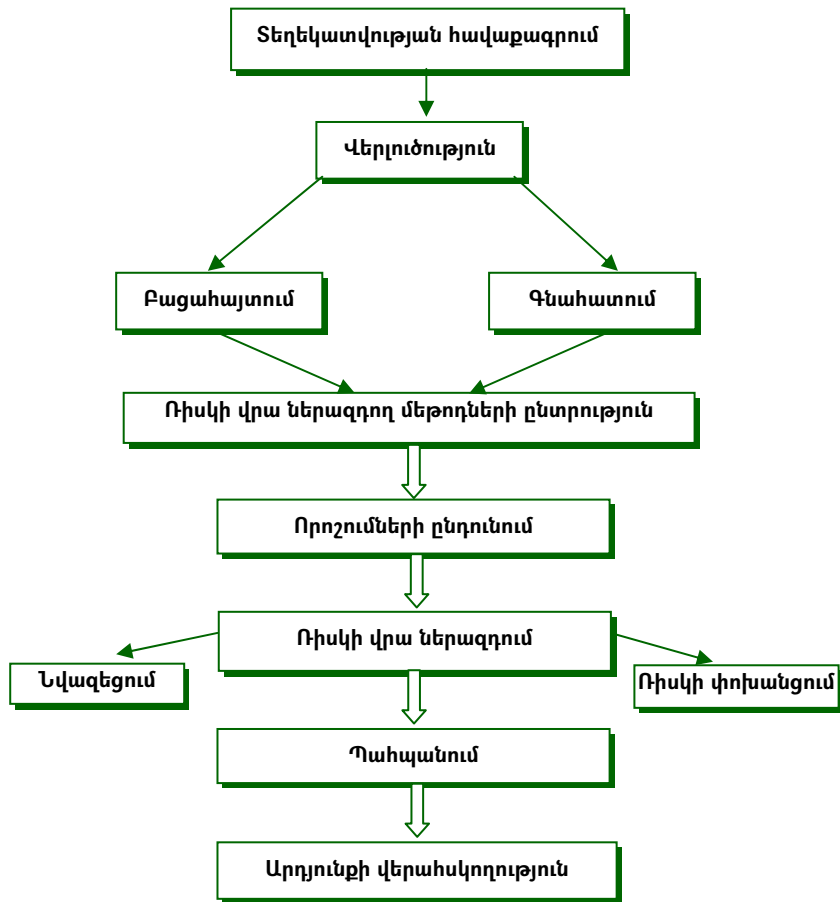 Տեղեկատվության հավաքագրում
Վերլուծություն
Բացահայտում
Գնահատում
Ռիսկի վրա ներազդող մեթոդների ընտրություն
Որոշումների ընդունում
Ռիսկի վրա ներազդում
Նվազեցում
Ռիսկի փոխանցում
Պահպանում
Արդյունքի վերահսկողություն